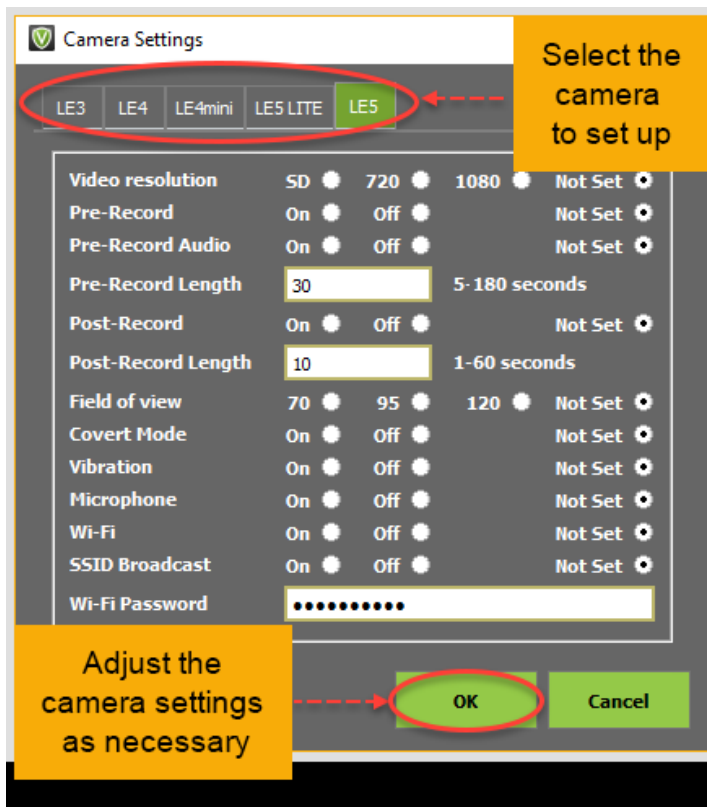 Camera Settings
Select the
camera
to set up
LE3 LE4 LE4mini LE5 LITE LE5
Video resolution SD 720 1080 Not Set
Pre-Record On Off Not Set
Pre-Record Audio On Off Not Set
Pre-Record Length 30 5-180 seconds
Post-Record On Off Not Set
Post-Record Length 10 1-60 seconds
Field of view 70 95 120 Not Set
Covert Mode On Off Not Set
Vibration On Off Not Set
Microphone On Off Not Set
Wi-Fi On Off Not Set
SSID Broadcast On Off Not Set
Wi-Fi Password ••••••••••
Adjust the
camera settings
as necessary
OK Cancel